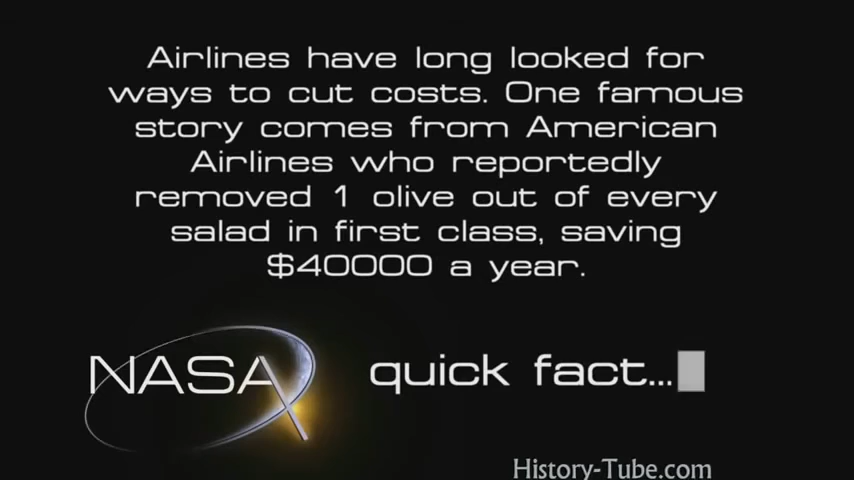 Airlines have long looked for
ways to cut costs. One famous
story comes from American
Airlines who reportedly
removed 1 olive out of every
salad in first class, saving
$40000 a year.
NASA X
quick fact...
History-Tube.com